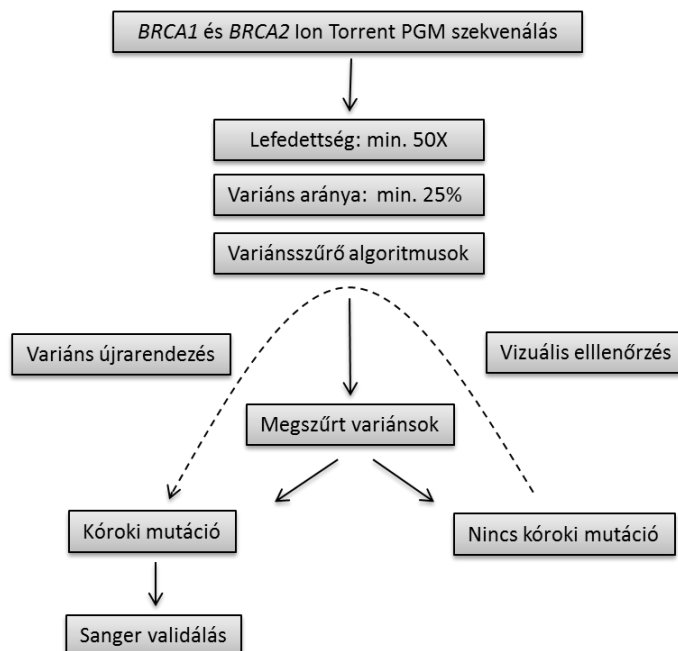 BRCA1 és BRCA2 Ion Torrent PGM szekvenálás
Lefedettség: min. 50X
Variáns aránya: min. 25%
Variánsszűrő algoritmusok
Variáns újrarendezés
Vizuális elllenőrzés
Megszűrt variánsok
Kóroki mutáció
Nincs kóroki mutáció
Sanger validálás